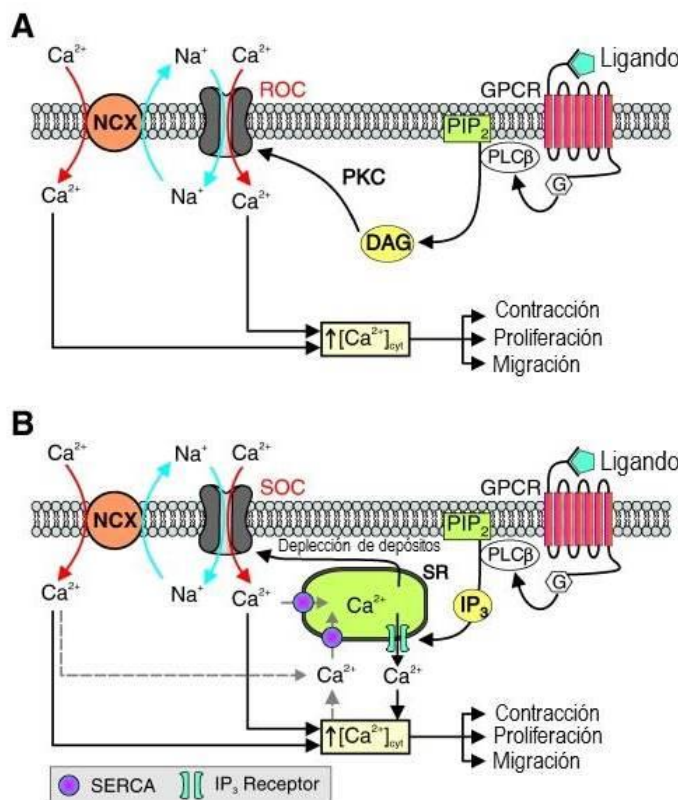 A
Ca²⁺ Na⁺ Ca²⁺ Ligando
ROC GPCR
NCX PIP₂
PLCβ
PKC G
Ca²⁺ Na⁺ Ca²⁺
DAG
Contracción
↑[Ca²⁺]cyt Proliferación
Migración
B
Ca²⁺ Na⁺ Ca²⁺ Ligando
SOC GPCR
NCX PIP₂
Deplección de depósitos PLCβ
SR G
Ca²⁺ Na⁺ Ca²⁺ Ca²⁺ IP₃
Ca²⁺ Ca²⁺
Contracción
↑[Ca²⁺]cyt Proliferación
Migración
SERCA IP₃ Receptor